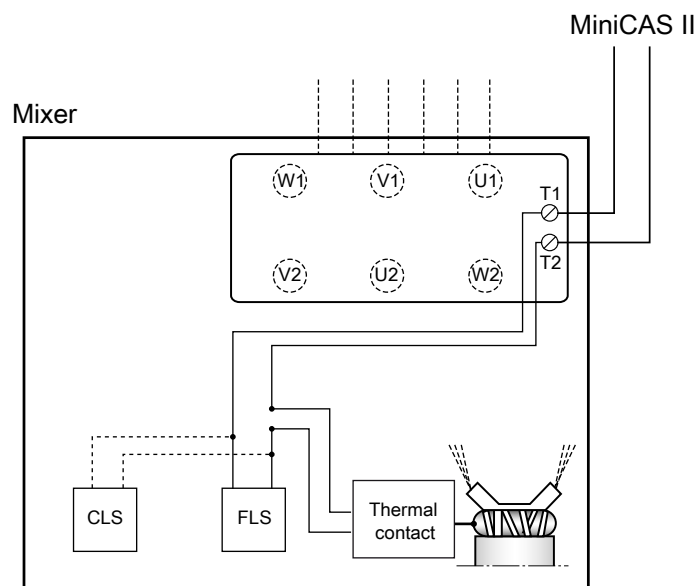 MiniCAS II
Mixer
W1
V1
U1
T1
V2
U2
W2
T2
CLS
FLS
Thermal
contact